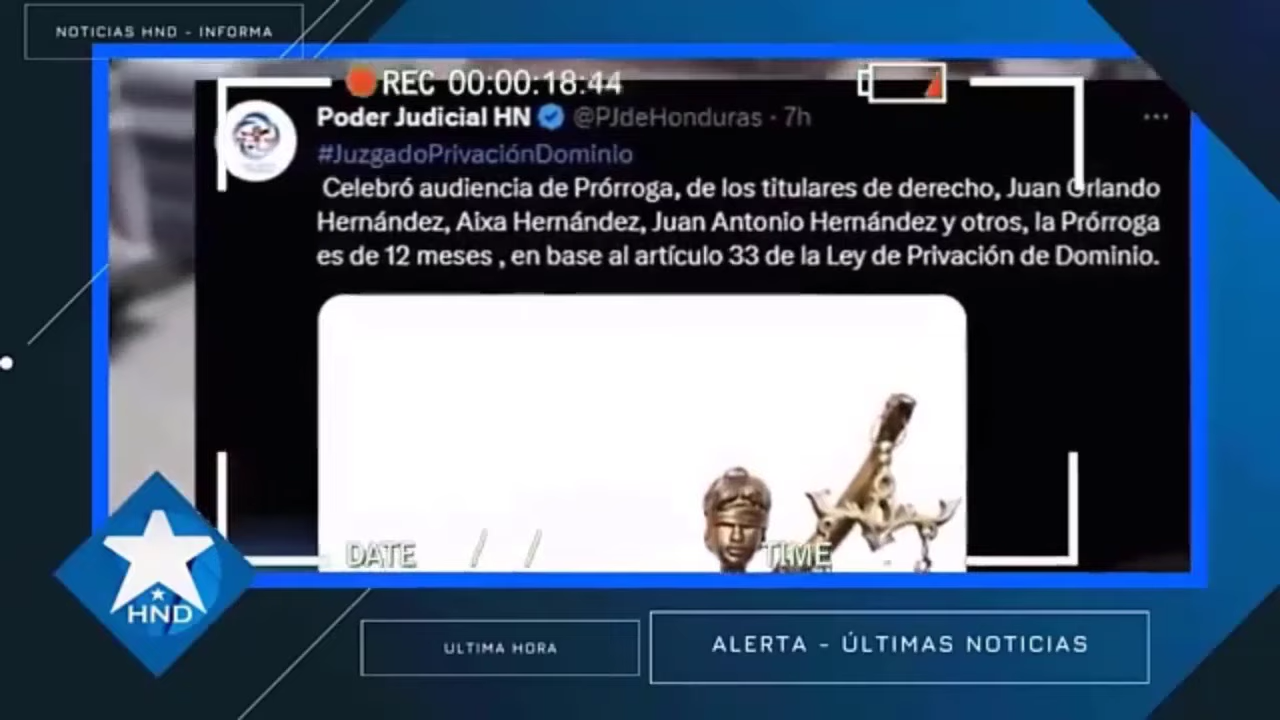 NOTICIAS HND - INFORMA
REC 00:00:18:44
Poder Judicial HN @PJdeHonduras · 7h
#JuzgadoPrivaciónDominio
Celebró audiencia de Prórroga, de los titulares de derecho, Juan Orlando
Hernández, Aixa Hernández, Juan Antonio Hernández y otros, la Prórroga
es de 12 meses , en base al artículo 33 de la Ley de Privación de Dominio.
DATE / / TIME
HND
ULTIMA HORA
ALERTA - ÚLTIMAS NOTICIAS